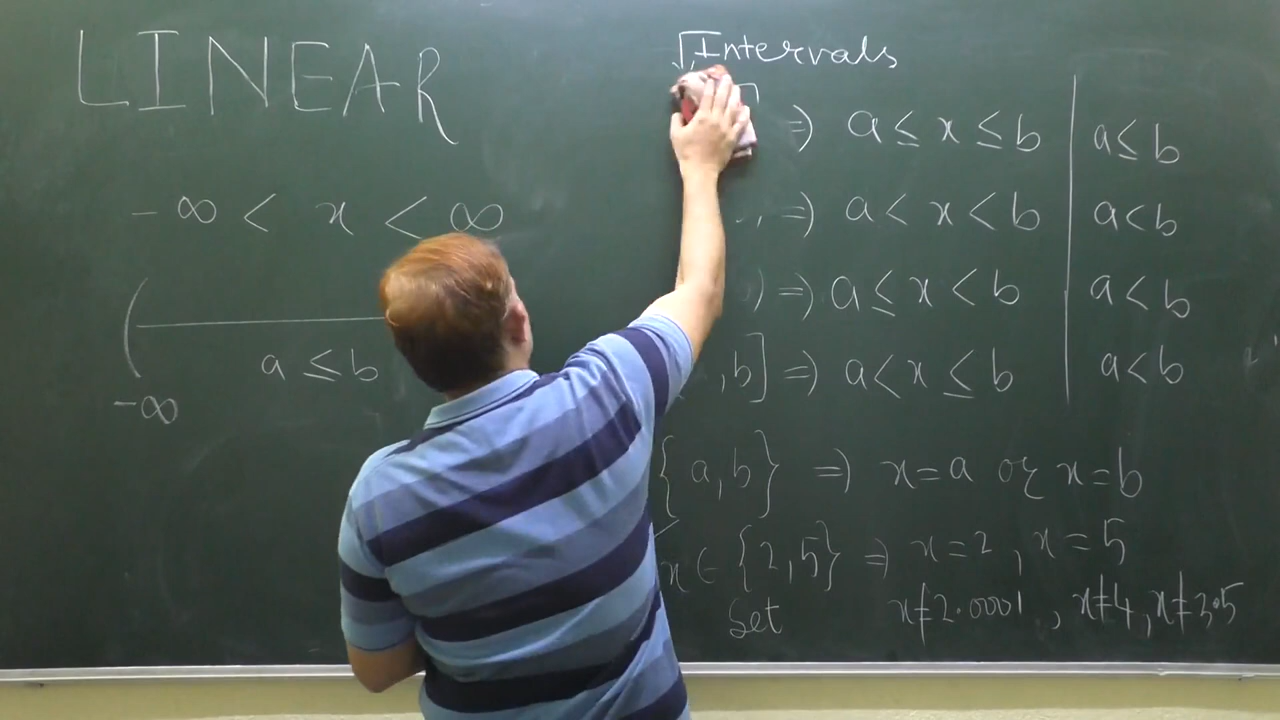 LINEAR
-∞ < x < ∞
(
a ≤ b
-∞
Intervals
⇒ a ≤ x ≤ b | a ≤ b
, ⇒) a < x < b | a < b
) ⇒ a ≤ x < b | a < b
,b] ⇒ a < x ≤ b | a < b
{a,b} ⇒ x=a or x=b
x ∈ {2,5} ⇒ x=2, x=5
Set x≠2.0001, x≠4, x≠3.5